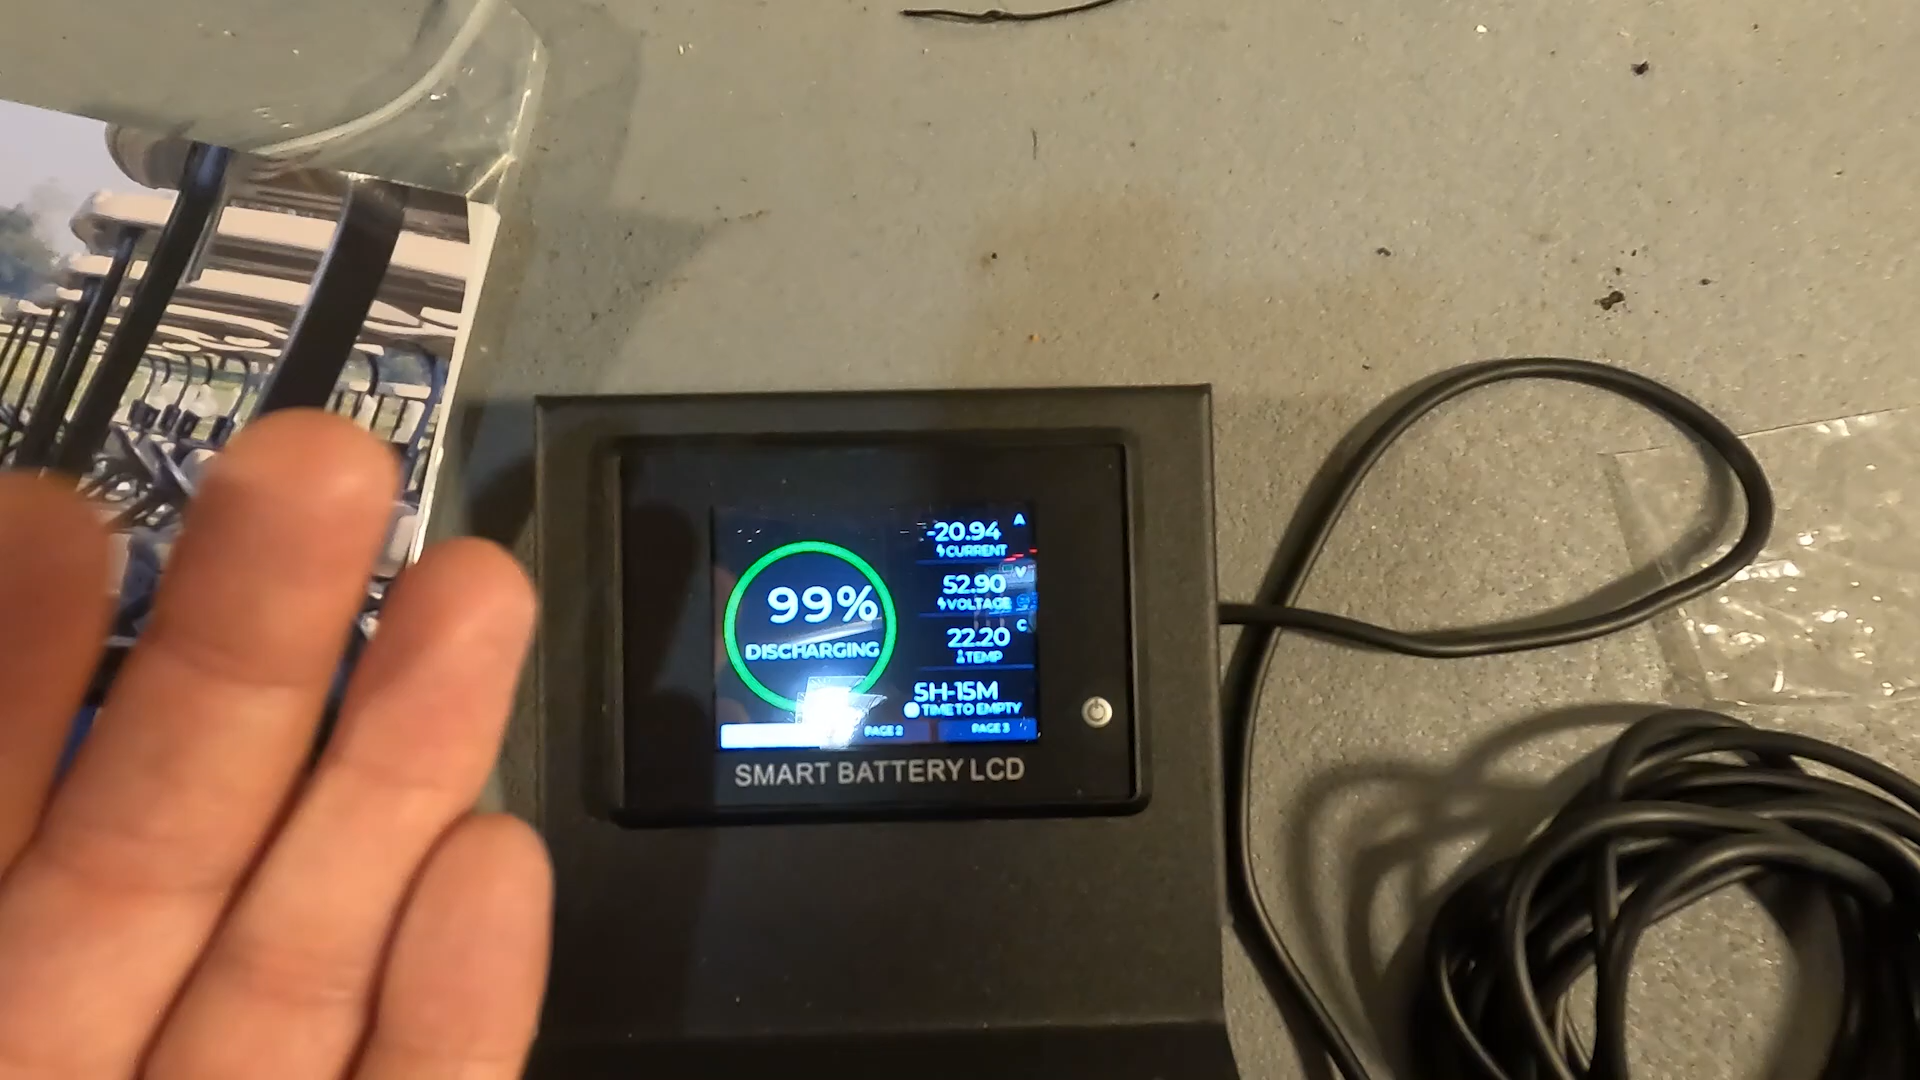 99%
DISCHARGING
-20.94 A
CURRENT
52.90 V
VOLTAGE
22.20 C
TEMP
5H-15M
TIME TO EMPTY
PAGE 2
PAGE 3
SMART BATTERY LCD